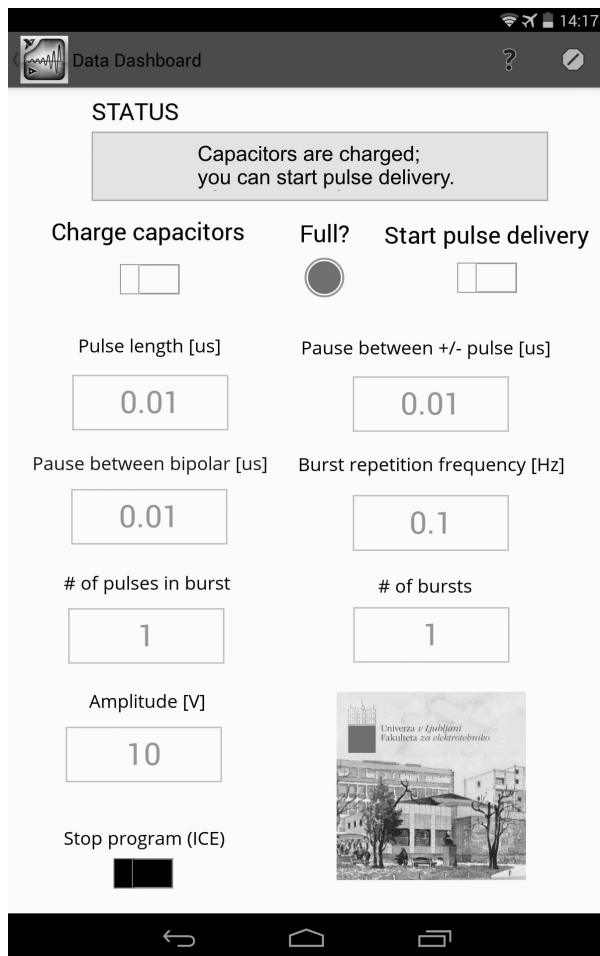 14:17
Data Dashboard
?
STATUS
Capacitors are charged;
you can start pulse delivery.
Charge capacitors
Full?
Start pulse delivery
Pulse length [us]
Pause between +/- pulse [us]
0.01
0.01
Pause between bipolar [us]
Burst repetition frequency [Hz]
0.01
0.1
# of pulses in burst
# of bursts
1
1
Amplitude [V]
10
Univerza v Ljubljani
Fakulteta za elektrotehniko
Stop program (ICE)